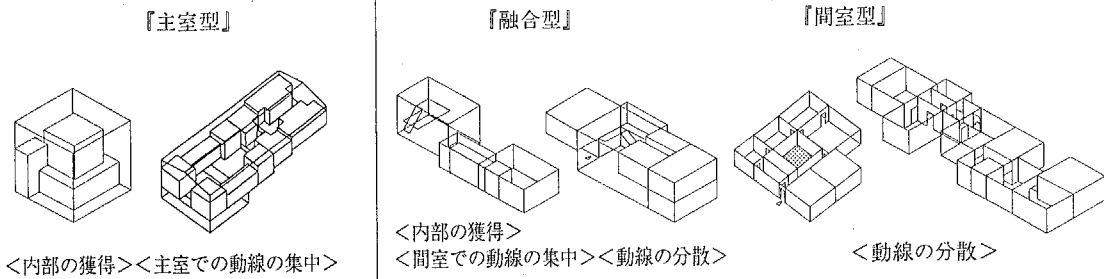 『主室型』
『融合型』
『間室型』
<内部の獲得><主室での動線の集中>
<内部の獲得>
<間室での動線の集中><動線の分散>
<動線の分散>